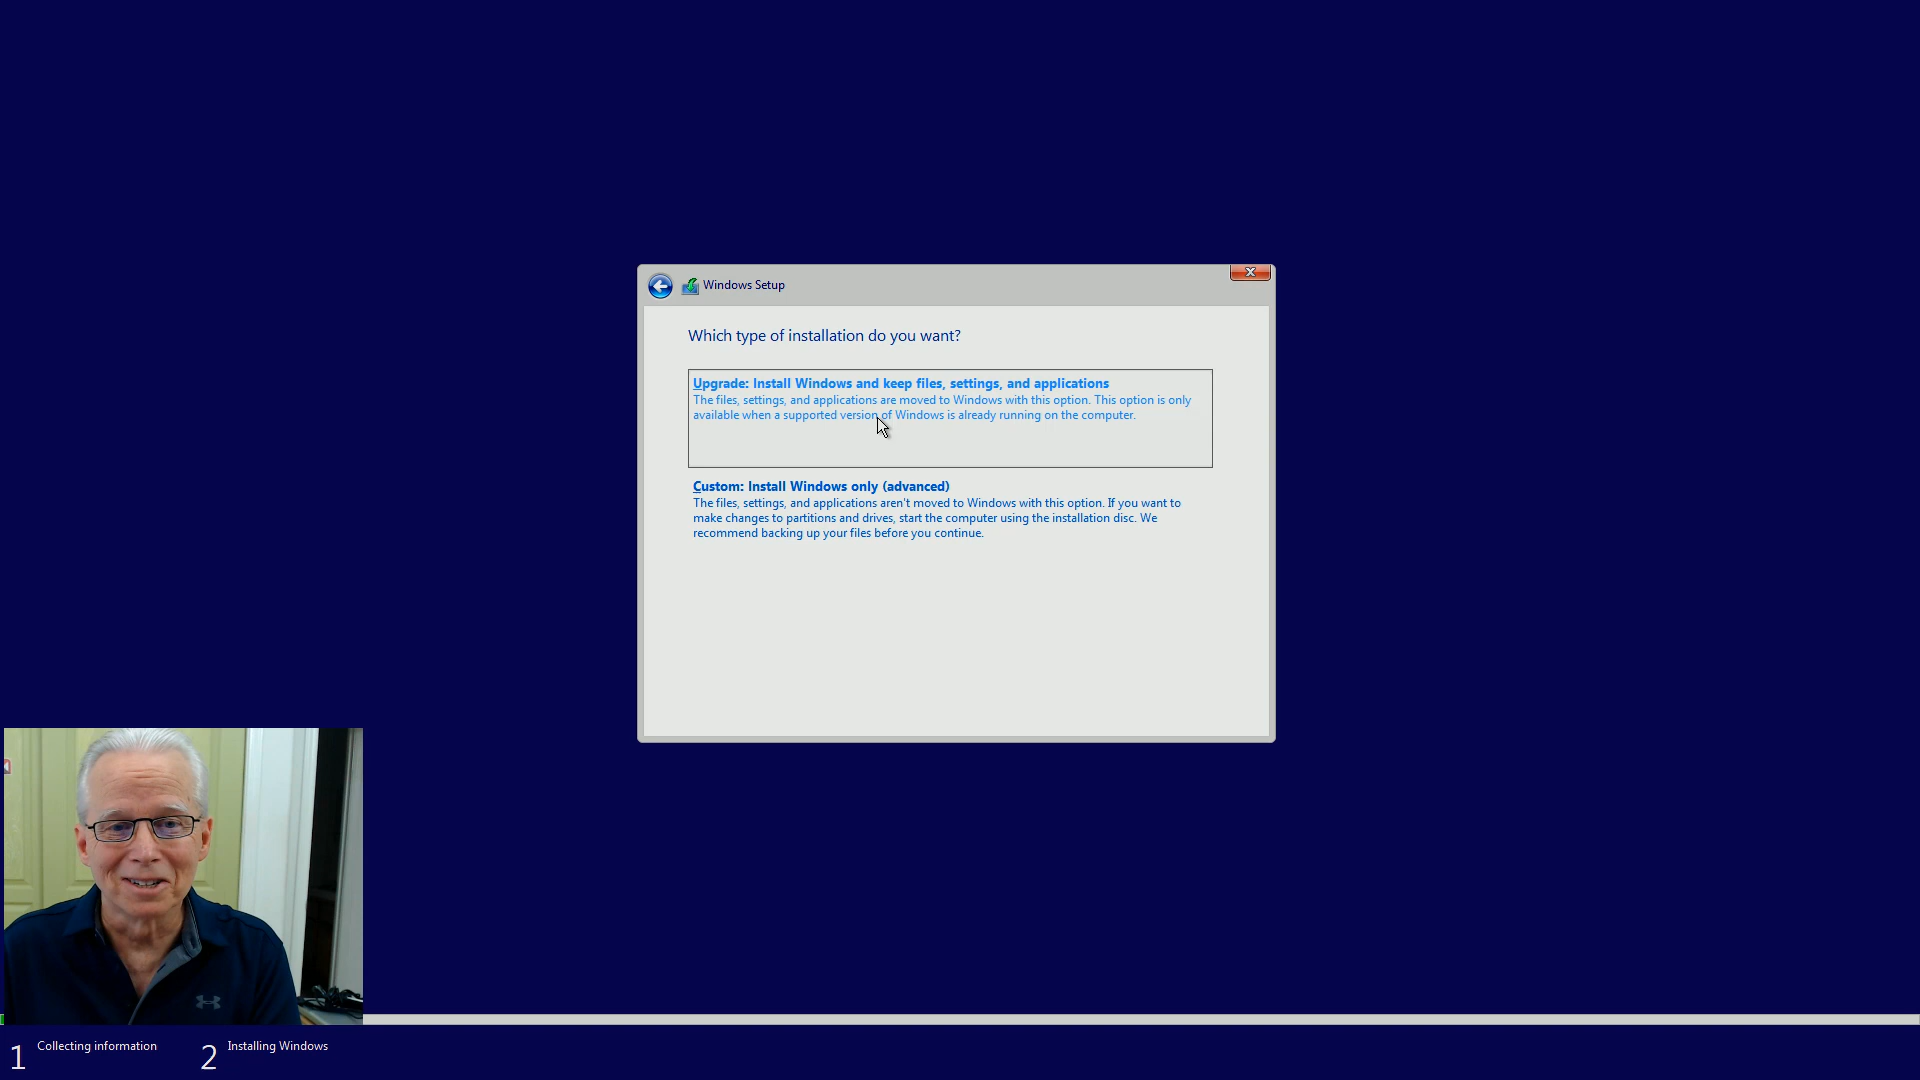 Windows Setup
Which type of installation do you want?
Upgrade: Install Windows and keep files, settings, and applications
The files, settings, and applications are moved to Windows with this option. This option is only
available when a supported version of Windows is already running on the computer.
Custom: Install Windows only (advanced)
The files, settings, and applications aren't moved to Windows with this option. If you want to
make changes to partitions and drives, start the computer using the installation disc. We
recommend backing up your files before you continue.
1 Collecting information 2 Installing Windows